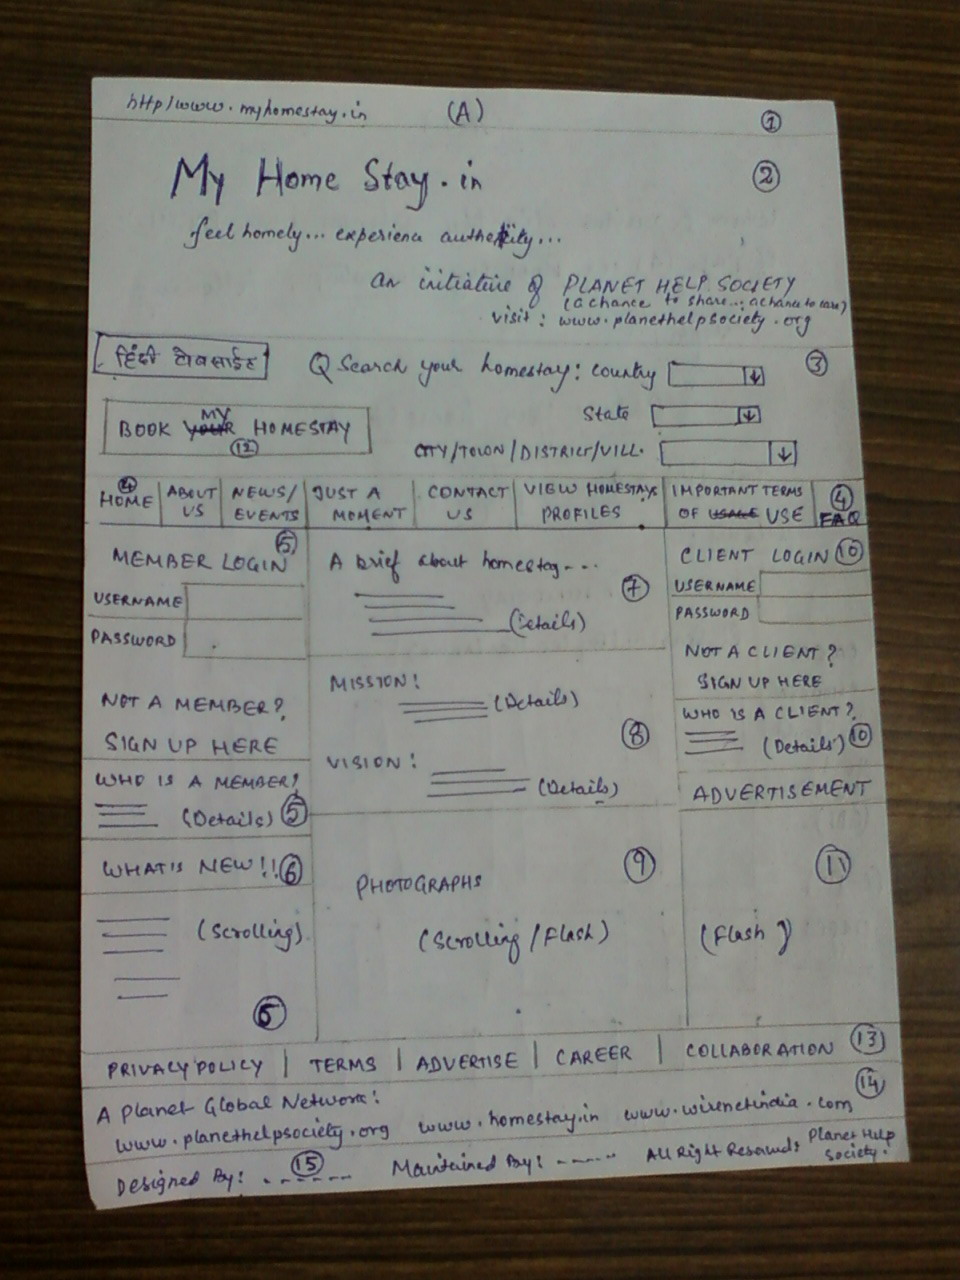 http/www.myhomestay.in (A) 1
My Home Stay.in 2
feel homely... experience authentity...
an initiative of PLANET HELP SOCIETY
(a chance to share... a chance to care)
visit: www.planethelpsociety.org
हिंदी वेबसाईट Q Search your homestay: Country 3
State
BOOK MY HOMESTAY
12
CITY/TOWN/DISTRICT/VILL.
4 HOME | ABOUT US | NEWS/EVENTS | JUST A MOMENT | CONTACT US | VIEW HOMESTAYS PROFILES | IMPORTANT TERMS OF USE | 4 FAQ
MEMBER LOGIN 5
USERNAME
PASSWORD
NOT A MEMBER?
SIGN UP HERE
WHO IS A MEMBER?
(Details) 5
WHAT'S NEW!! 6
(Scrolling)
6
A brief about homestay---
7
(Details)
MISSION:
(Details)
8
VISION:
(Details)
PHOTOGRAPHS 9
(Scrolling/Flash)
CLIENT LOGIN 10
USERNAME
PASSWORD
NOT A CLIENT?
SIGN UP HERE
WHO IS A CLIENT?
(Details) 10
ADVERTISEMENT
11
(Flash)
PRIVACY POLICY | TERMS | ADVERTISE | CAREER | COLLABORATION 13
A Planet Global Network: 14
www.planethelpsociety.org www.homestay.in www.wirenetindia.com
Designed By: ------ 15 Maintained By: ----- All Right Reserved: Planet Help Society.